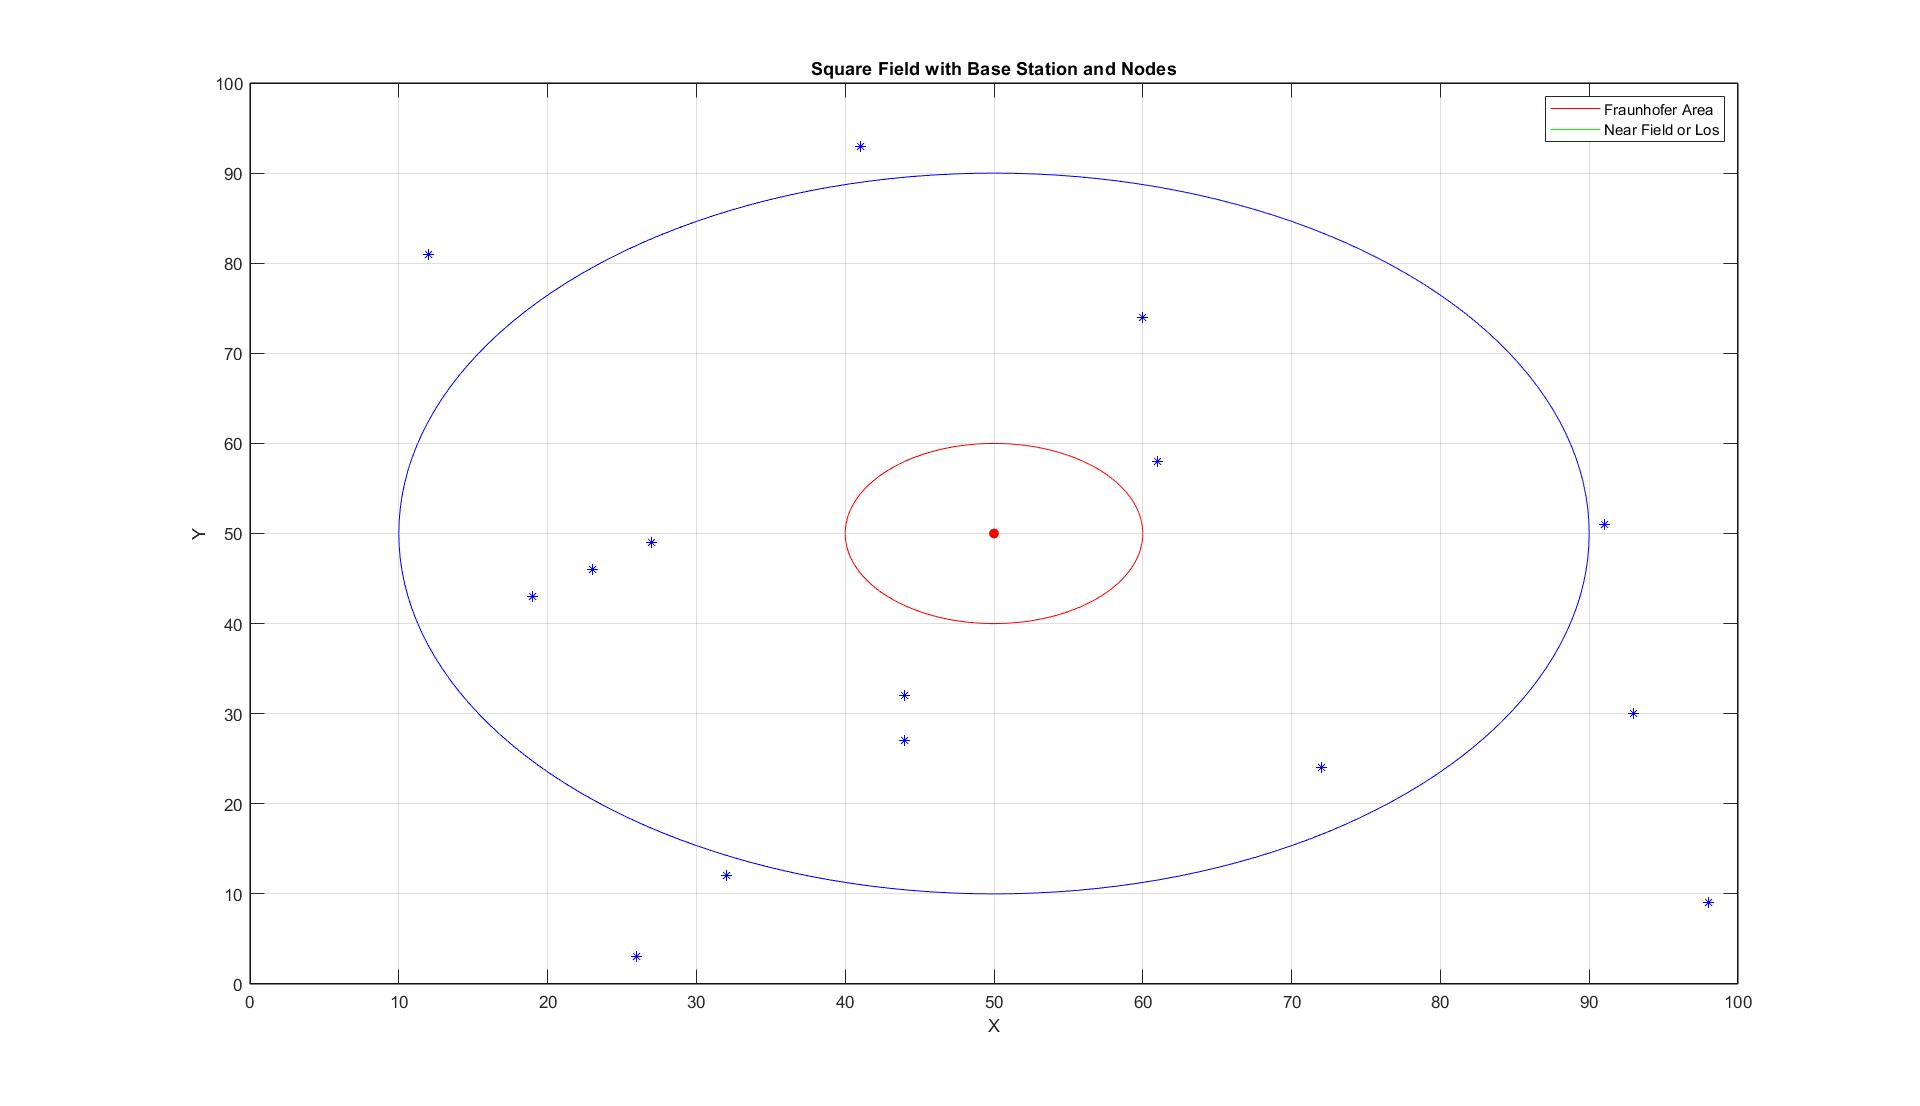 Square Field with Base Station and Nodes
Fraunhofer Area
Near Field or Los
100
90
80
70
60
50
40
30
20
10
0
Y
0 10 20 30 40 50 60 70 80 90 100
X